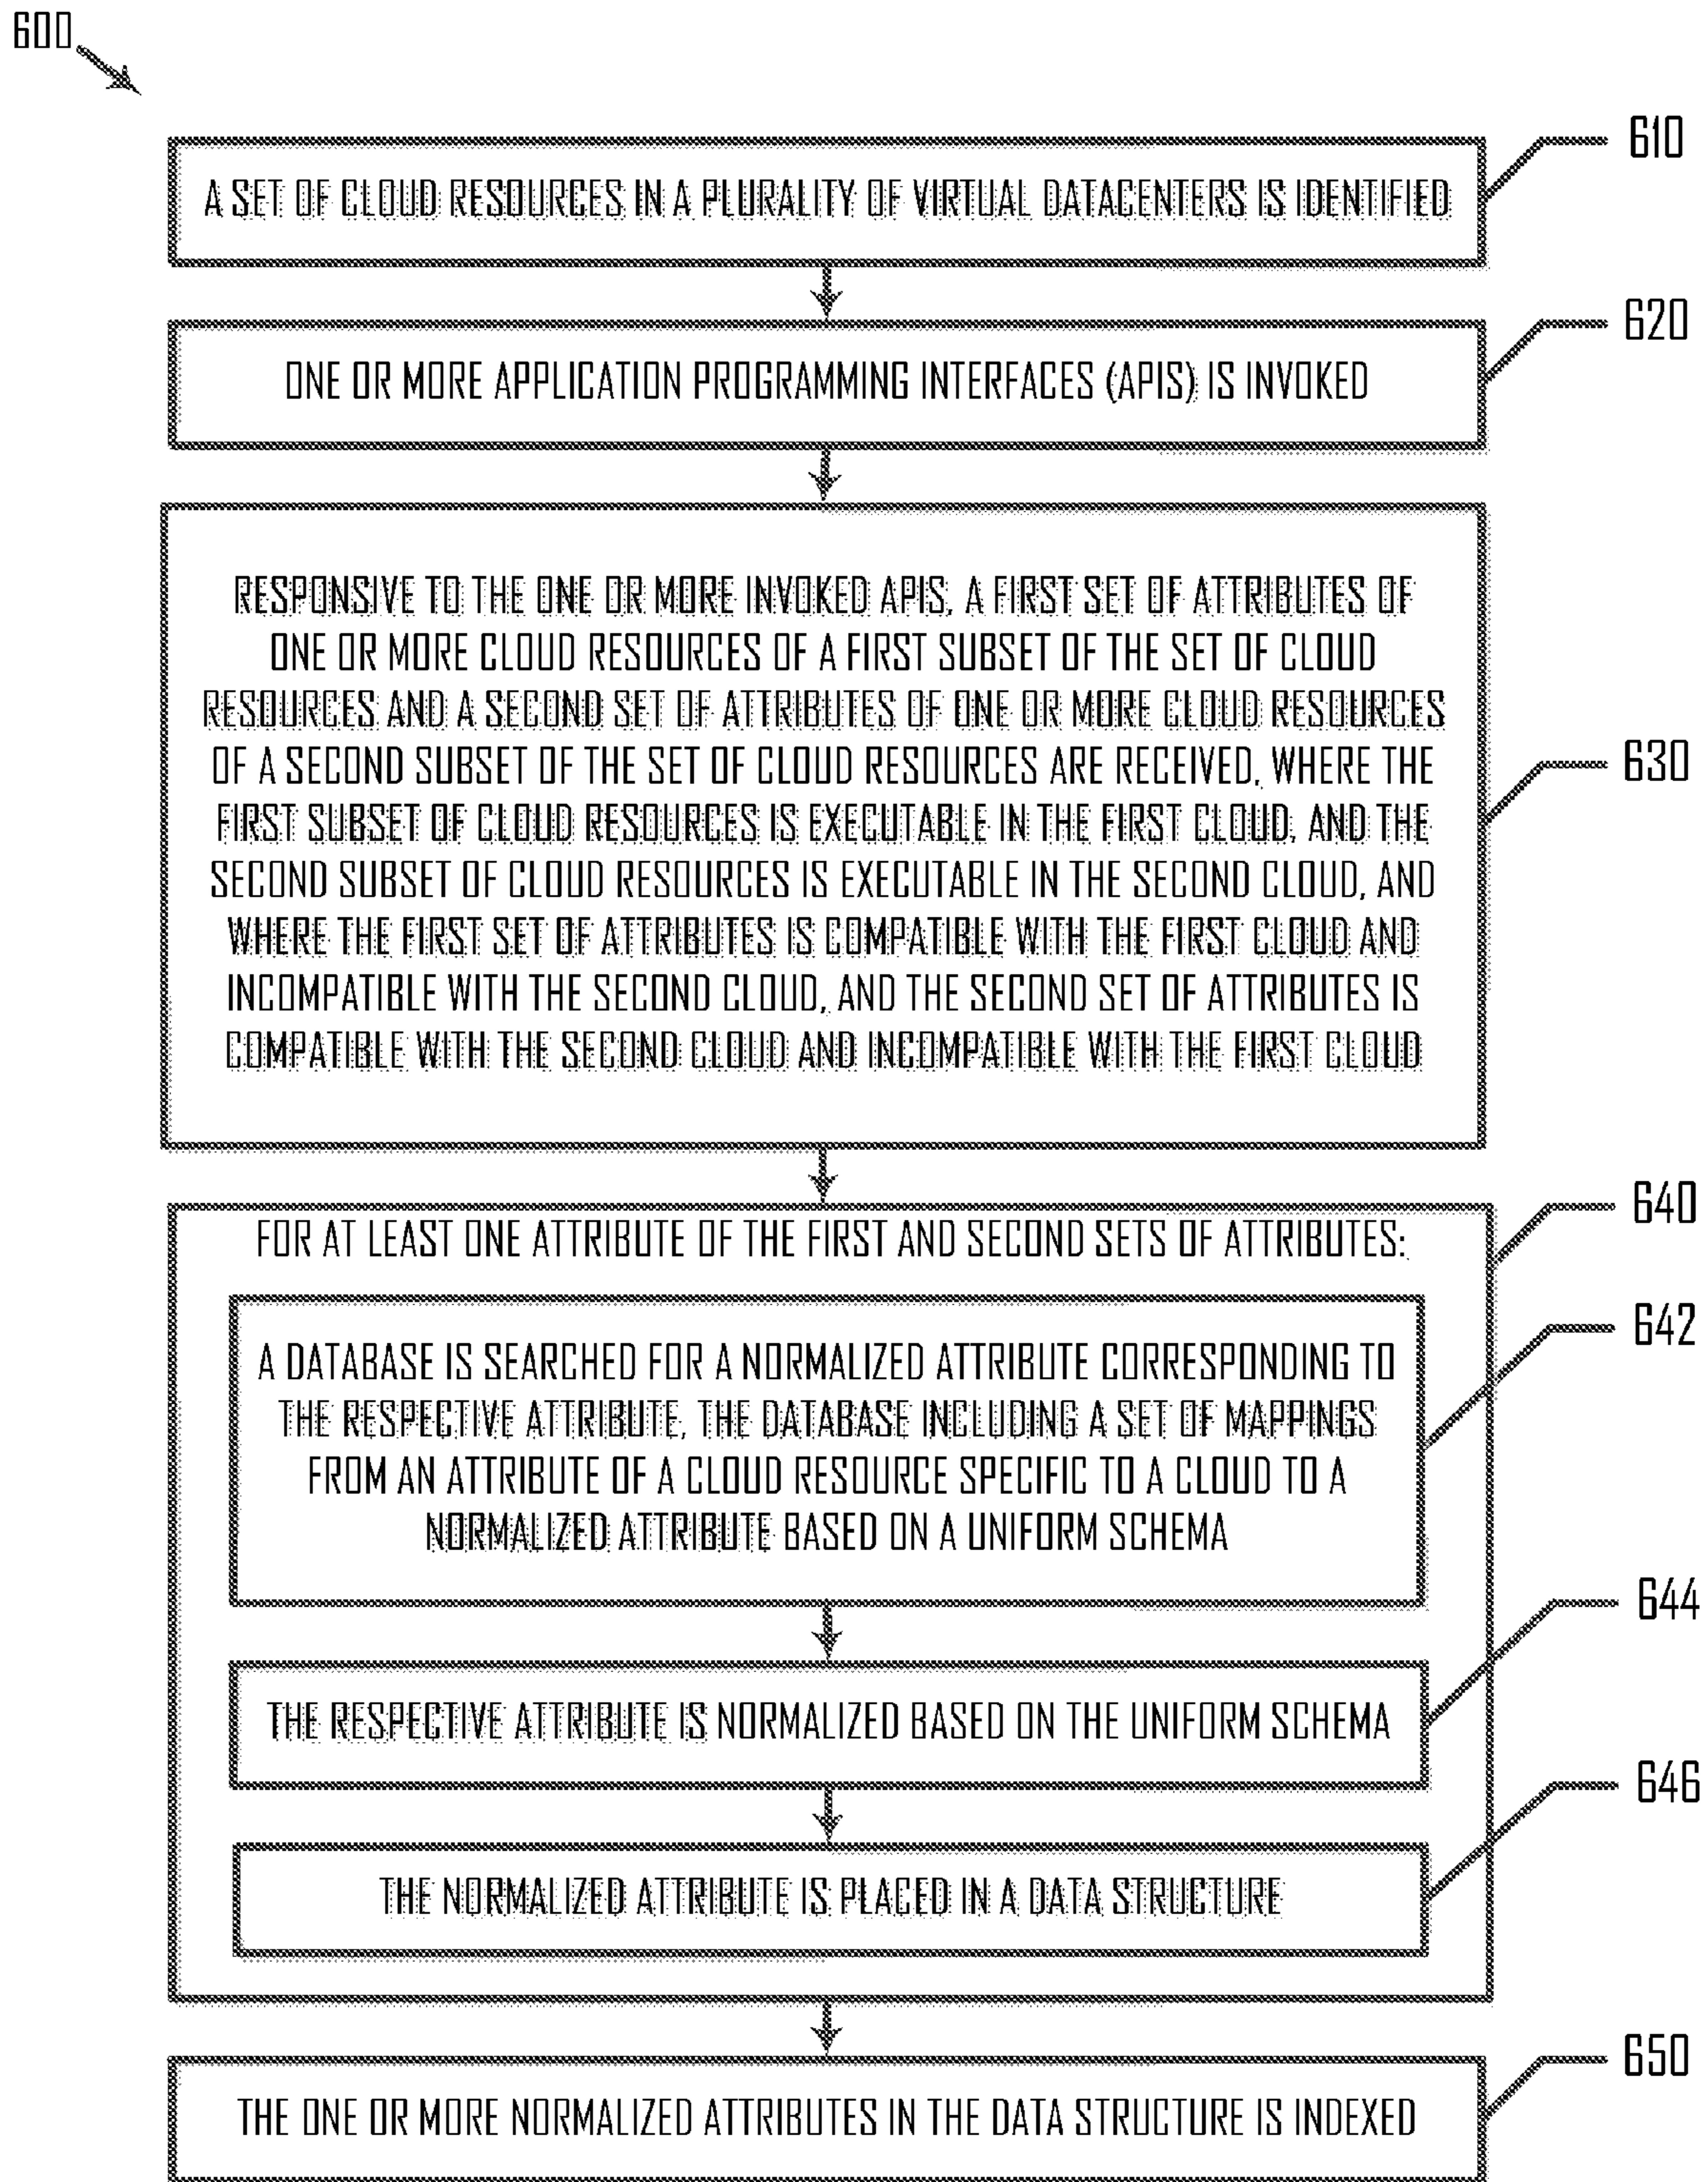 600
610
A SET OF CLOUD RESOURCES IN A PLURALITY OF VIRTUAL DATACENTERS IS IDENTIFIED
620
ONE OR MORE APPLICATION PROGRAMMING INTERFACES (APIS) IS INVOKED
RESPONSIVE TO THE ONE OR MORE INVOKED APIS, A FIRST SET OF ATTRIBUTES OF
ONE OR MORE CLOUD RESOURCES OF A FIRST SUBSET OF THE SET OF CLOUD
RESOURCES AND A SECOND SET OF ATTRIBUTES OF ONE OR MORE CLOUD RESOURCES
OF A SECOND SUBSET OF THE SET OF CLOUD RESOURCES ARE RECEIVED, WHERE THE
630
FIRST SUBSET OF CLOUD RESOURCES IS EXECUTABLE IN THE FIRST CLOUD, AND THE
SECOND SUBSET OF CLOUD RESOURCES IS EXECUTABLE IN THE SECOND CLOUD, AND
WHERE THE FIRST SET OF ATTRIBUTES IS COMPATIBLE WITH THE FIRST CLOUD AND
INCOMPATIBLE WITH THE SECOND CLOUD, AND THE SECOND SET OF ATTRIBUTES IS
COMPATIBLE WITH THE SECOND CLOUD AND INCOMPATIBLE WITH THE FIRST CLOUD
640
FOR AT LEAST ONE ATTRIBUTE OF THE FIRST AND SECOND SETS OF ATTRIBUTES:
642
A DATABASE IS SEARCHED FOR A NORMALIZED ATTRIBUTE CORRESPONDING TO
THE RESPECTIVE ATTRIBUTE, THE DATABASE INCLUDING A SET OF MAPPINGS
FROM AN ATTRIBUTE OF A CLOUD RESOURCE SPECIFIC TO A CLOUD TO A
NORMALIZED ATTRIBUTE BASED ON A UNIFORM SCHEMA
644
THE RESPECTIVE ATTRIBUTE IS NORMALIZED BASED ON THE UNIFORM SCHEMA
646
THE NORMALIZED ATTRIBUTE IS PLACED IN A DATA STRUCTURE
650
THE ONE OR MORE NORMALIZED ATTRIBUTES IN THE DATA STRUCTURE IS INDEXED